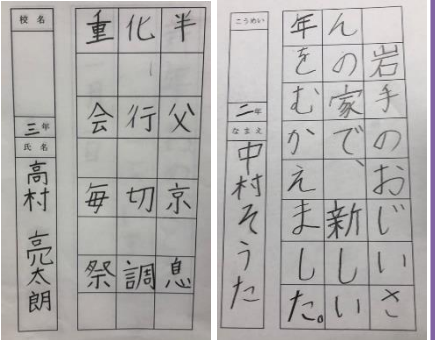 半父京息
化行切調
重会毎祭
校名
三年
氏名
高村 亮太朗
岩手のおじいさ
んの家で、新しい
年をむかえました。
こうめい
二年
なまえ
中村そうた